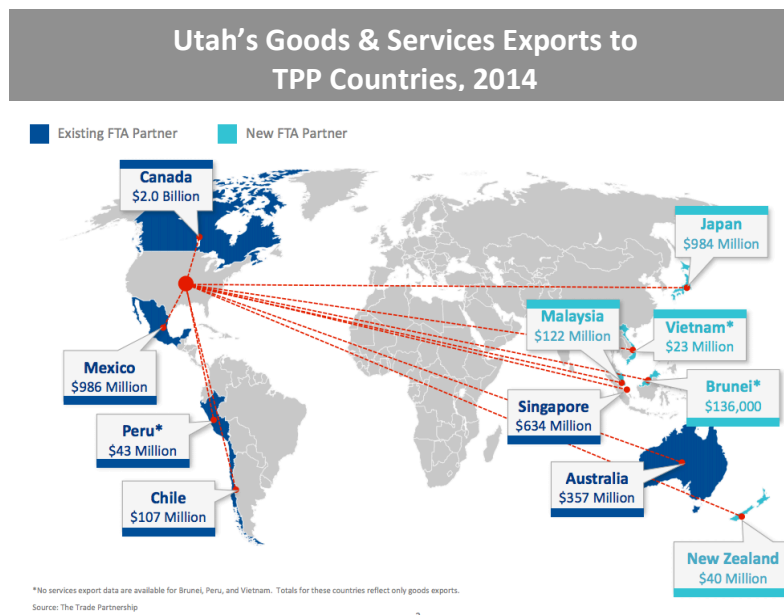 Utah's Goods & Services Exports to
TPP Countries, 2014
Existing FTA Partner
New FTA Partner
Canada
$2.0 Billion
Japan
$984 Million
Malaysia
$122 Million
Vietnam*
$23 Million
Mexico
$986 Million
Brunei*
$136,000
Singapore
$634 Million
Peru*
$43 Million
Australia
$357 Million
Chile
$107 Million
New Zealand
$40 Million
*No services export data are available for Brunei, Peru, and Vietnam. Totals for these countries reflect only goods exports.
Source: The Trade Partnership